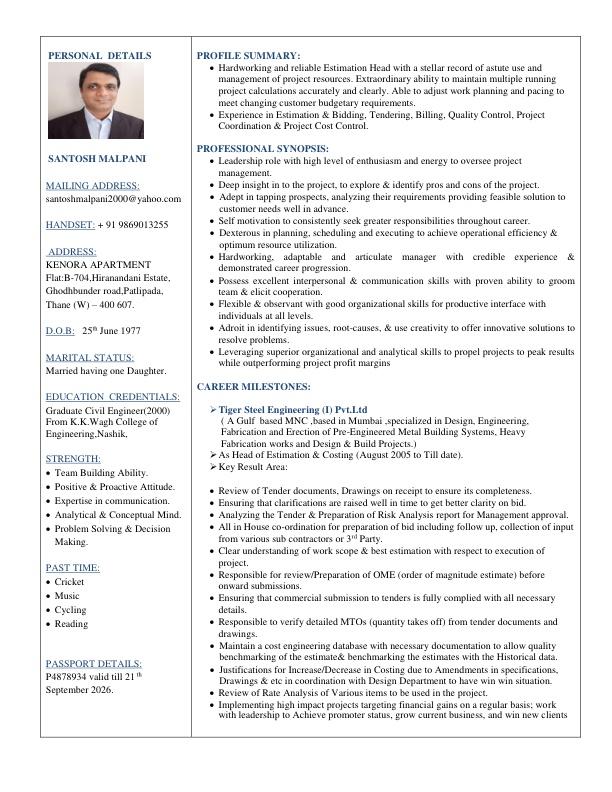 PERSONAL DETAILS
SANTOSH MALPANI
MAILING ADDRESS:
santoshmalpani2000@yahoo.com
HANDSET: + 91 9869013255
ADDRESS:
KENORA APARTMENT
Flat:B-704,Hiranandani Estate,
Ghodhbunder road,Patlipada,
Thane (W) – 400 607.
D.O.B: 25th June 1977
MARITAL STATUS:
Married having one Daughter.
EDUCATION CREDENTIALS:
Graduate Civil Engineer(2000)
From K.K.Wagh College of
Engineering,Nashik,
STRENGTH:
• Team Building Ability.
• Positive & Proactive Attitude.
• Expertise in communication.
• Analytical & Conceptual Mind.
• Problem Solving & Decision
Making.
PAST TIME:
• Cricket
• Music
• Cycling
• Reading
PASSPORT DETAILS:
P4878934 valid till 21 th
September 2026.
PROFILE SUMMARY:
• Hardworking and reliable Estimation Head with a stellar record of astute use and
management of project resources. Extraordinary ability to maintain multiple running
project calculations accurately and clearly. Able to adjust work planning and pacing to
meet changing customer budgetary requirements.
• Experience in Estimation & Bidding, Tendering, Billing, Quality Control, Project
Coordination & Project Cost Control.
PROFESSIONAL SYNOPSIS:
• Leadership role with high level of enthusiasm and energy to oversee project
management.
• Deep insight in to the project, to explore & identify pros and cons of the project.
• Adept in tapping prospects, analyzing their requirements providing feasible solution to
customer needs well in advance.
• Self motivation to consistently seek greater responsibilities throughout career.
• Dexterous in planning, scheduling and executing to achieve operational efficiency &
optimum resource utilization.
• Hardworking, adaptable and articulate manager with credible experience &
demonstrated career progression.
• Possess excellent interpersonal & communication skills with proven ability to groom
team & elicit cooperation.
• Flexible & observant with good organizational skills for productive interface with
individuals at all levels.
• Adroit in identifying issues, root-causes, & use creativity to offer innovative solutions to
resolve problems.
• Leveraging superior organizational and analytical skills to propel projects to peak results
while outperforming project profit margins
CAREER MILESTONES:
➢ Tiger Steel Engineering (I) Pvt.Ltd
( A Gulf based MNC ,based in Mumbai ,specialized in Design, Engineering,
Fabrication and Erection of Pre-Engineered Metal Building Systems, Heavy
Fabrication works and Design & Build Projects.)
➢ As Head of Estimation & Costing (August 2005 to Till date).
➢ Key Result Area:
• Review of Tender documents, Drawings on receipt to ensure its completeness.
• Ensuring that clarifications are raised well in time to get better clarity on bid.
• Analyzing the Tender & Preparation of Risk Analysis report for Management approval.
• All in House co-ordination for preparation of bid including follow up, collection of input
from various sub contractors or 3rd Party.
• Clear understanding of work scope & best estimation with respect to execution of
project.
• Responsible for review/Preparation of OME (order of magnitude estimate) before
onward submissions.
• Ensuring that commercial submission to tenders is fully complied with all necessary
details.
• Responsible to verify detailed MTOs (quantity takes off) from tender documents and
drawings.
• Maintain a cost engineering database with necessary documentation to allow quality
benchmarking of the estimate& benchmarking the estimates with the Historical data.
• Justifications for Increase/Decrease in Costing due to Amendments in specifications,
Drawings & etc in coordination with Design Department to have win win situation.
• Review of Rate Analysis of Various items to be used in the project.
• Implementing high impact projects targeting financial gains on a regular basis; work
with leadership to Achieve promoter status, grow current business, and win new clients